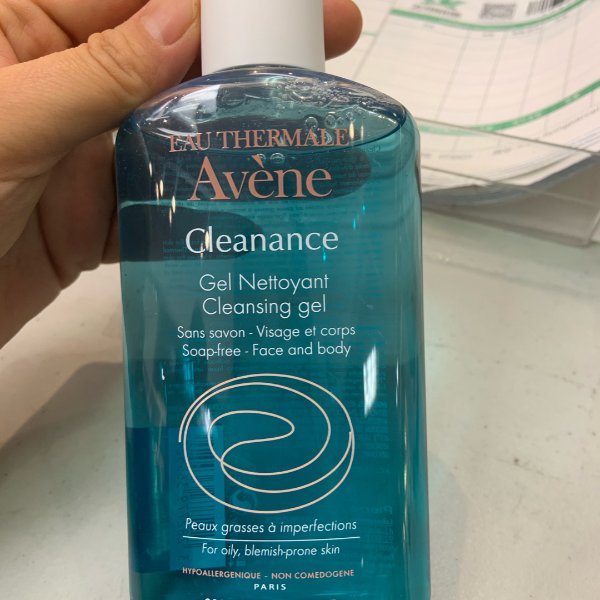 EAU THERMALE
Avène
Cleanance
Gel Nettoyant
Cleansing gel
Sans savon - Visage et corps
Soap-free - Face and body
Peaux grasses à imperfections
For oily, blemish-prone skin
HYPOALLERGENIQUE - NON COMEDOGENE
PARIS